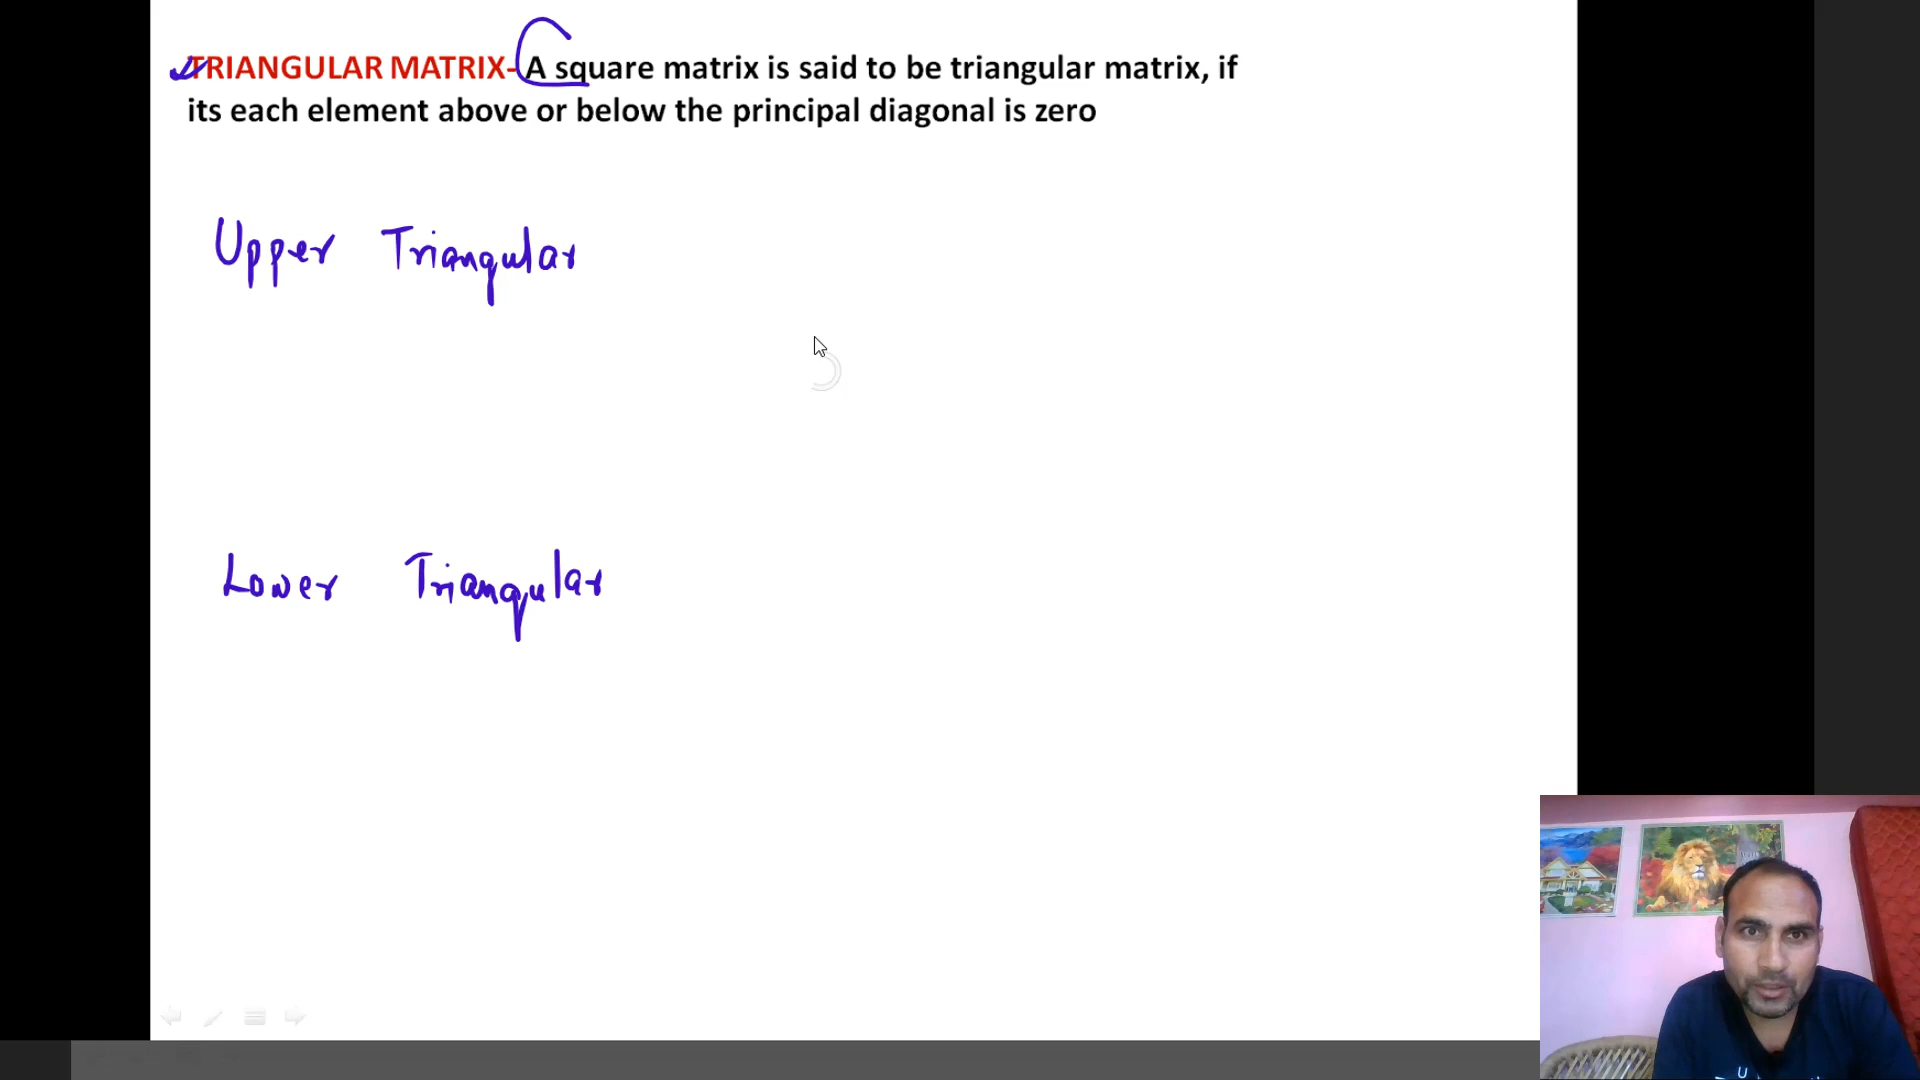 TRIANGULAR MATRIX- A square matrix is said to be triangular matrix, if
its each element above or below the principal diagonal is zero
Upper Triangular
Lower Triangular